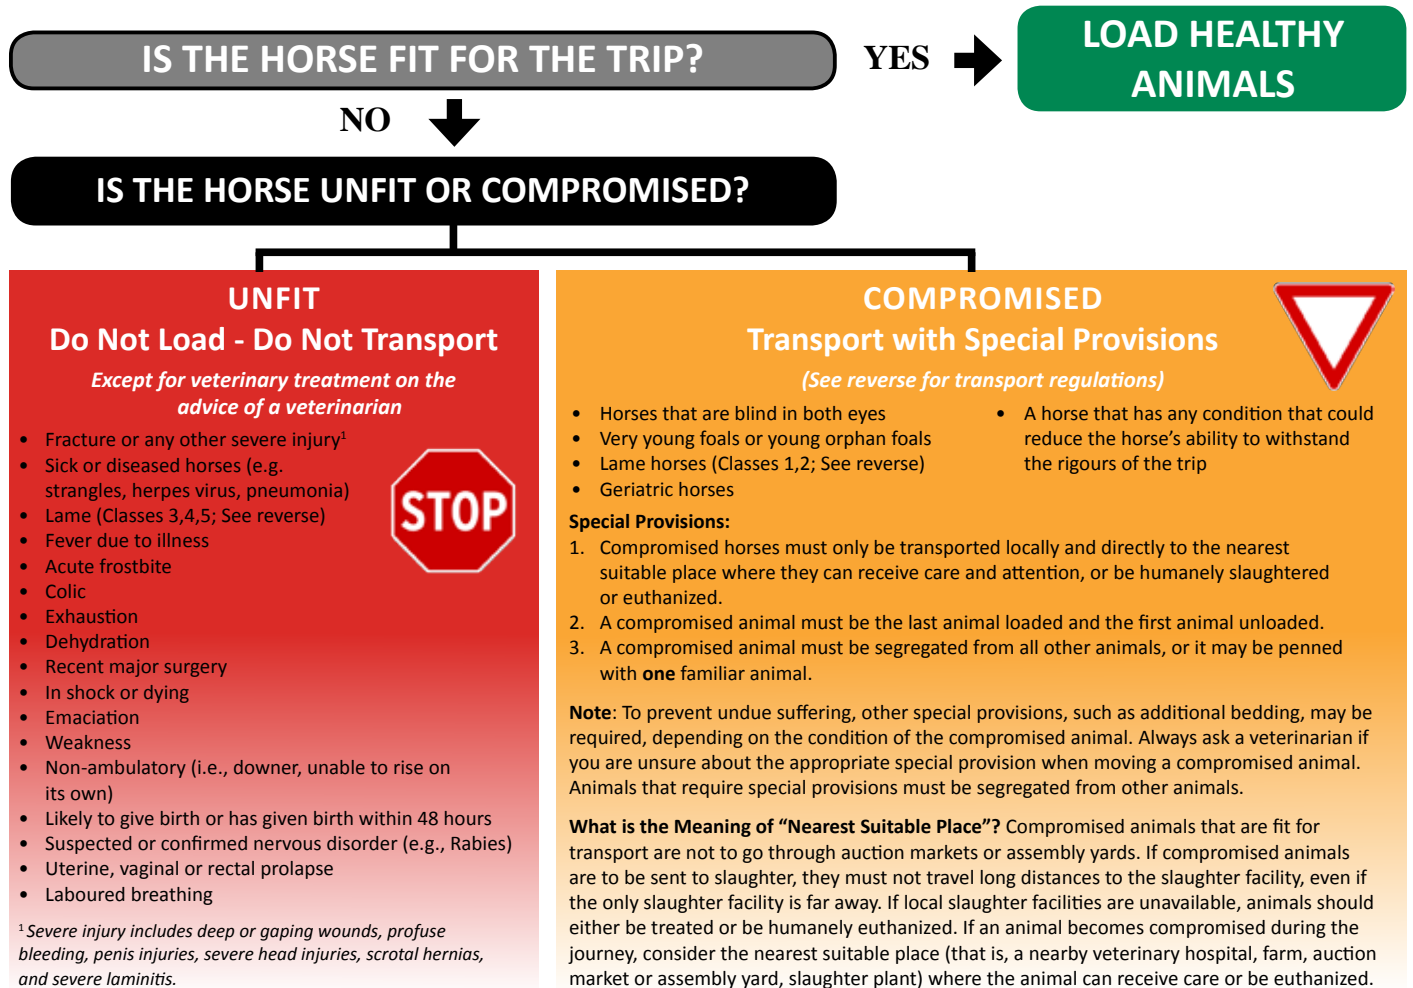 IS THE HORSE FIT FOR THE TRIP?
YES
LOAD HEALTHY
ANIMALS
NO
IS THE HORSE UNFIT OR COMPROMISED?
UNFIT
Do Not Load - Do Not Transport
Except for veterinary treatment on the
advice of a veterinarian
• Fracture or any other severe injury¹
• Sick or diseased horses (e.g.
strangles, herpes virus, pneumonia)
• Lame (Classes 3,4,5; See reverse)
• Fever due to illness
• Acute frostbite
• Colic
• Exhaustion
• Dehydration
• Recent major surgery
• In shock or dying
• Emaciation
• Weakness
• Non-ambulatory (i.e., downer, unable to rise on
its own)
• Likely to give birth or has given birth within 48 hours
• Suspected or confirmed nervous disorder (e.g., Rabies)
• Uterine, vaginal or rectal prolapse
• Laboured breathing
STOP
¹ Severe injury includes deep or gaping wounds, profuse
bleeding, penis injuries, severe head injuries, scrotal hernias,
and severe laminitis.
COMPROMISED
Transport with Special Provisions
(See reverse for transport regulations)
• Horses that are blind in both eyes
• Very young foals or young orphan foals
• Lame horses (Classes 1,2; See reverse)
• Geriatric horses
• A horse that has any condition that could
reduce the horse's ability to withstand
the rigours of the trip
Special Provisions:
1. Compromised horses must only be transported locally and directly to the nearest
suitable place where they can receive care and attention, or be humanely slaughtered
or euthanized.
2. A compromised animal must be the last animal loaded and the first animal unloaded.
3. A compromised animal must be segregated from all other animals, or it may be penned
with one familiar animal.
Note: To prevent undue suffering, other special provisions, such as additional bedding, may be
required, depending on the condition of the compromised animal. Always ask a veterinarian if
you are unsure about the appropriate special provision when moving a compromised animal.
Animals that require special provisions must be segregated from other animals.
What is the Meaning of "Nearest Suitable Place"? Compromised animals that are fit for
transport are not to go through auction markets or assembly yards. If compromised animals
are to be sent to slaughter, they must not travel long distances to the slaughter facility, even if
the only slaughter facility is far away. If local slaughter facilities are unavailable, animals should
either be treated or be humanely euthanized. If an animal becomes compromised during the
journey, consider the nearest suitable place (that is, a nearby veterinary hospital, farm, auction
market or assembly yard, slaughter plant) where the animal can receive care or be euthanized.